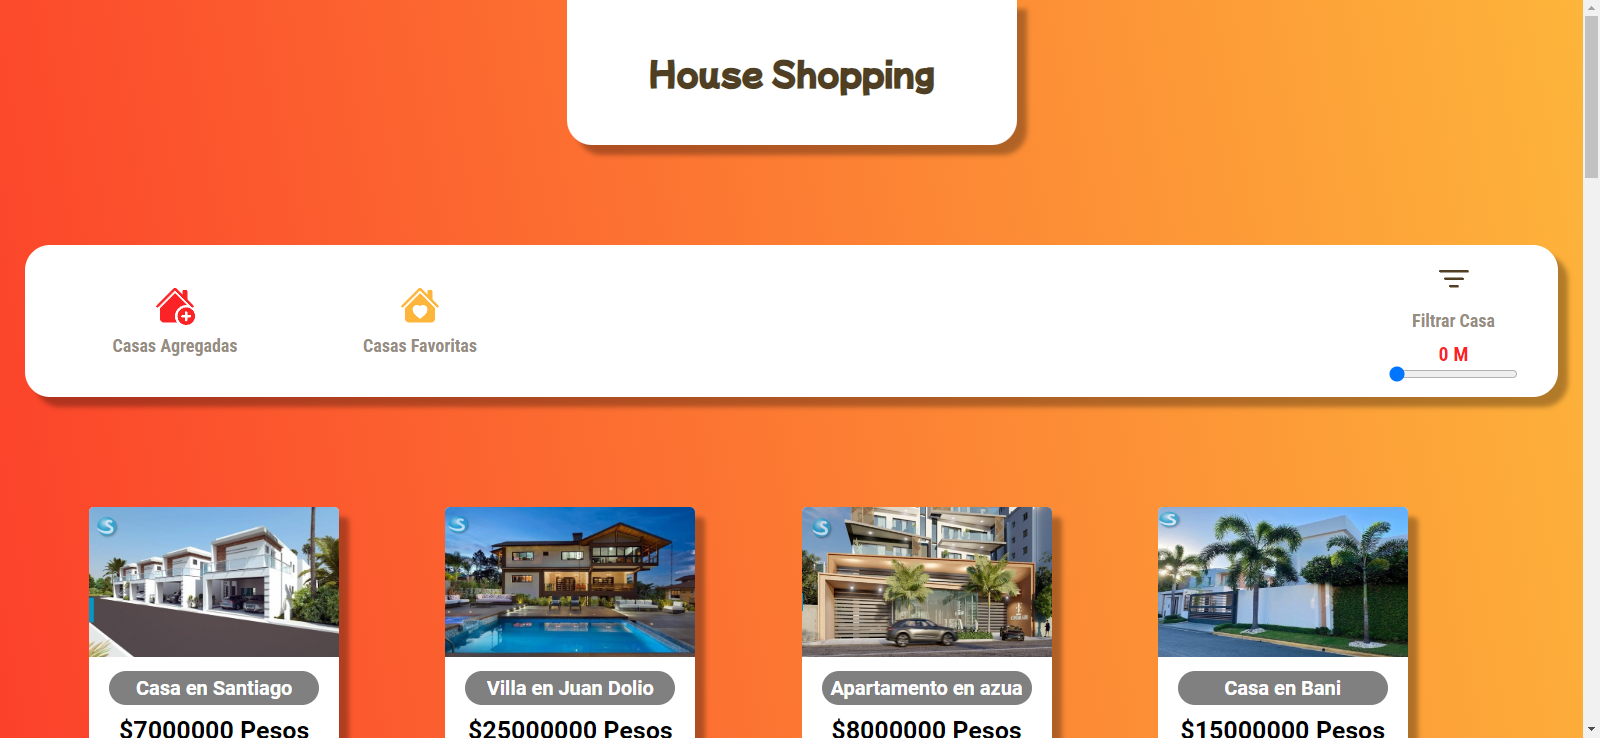 House Shopping
Casas Agregadas
Casas Favoritas
Filtrar Casa
0 M
Casa en Santiago
Villa en Juan Dolio
Apartamento en azua
Casa en Bani
$7000000 Pesos
$25000000 Pesos
$8000000 Pesos
$15000000 Pesos